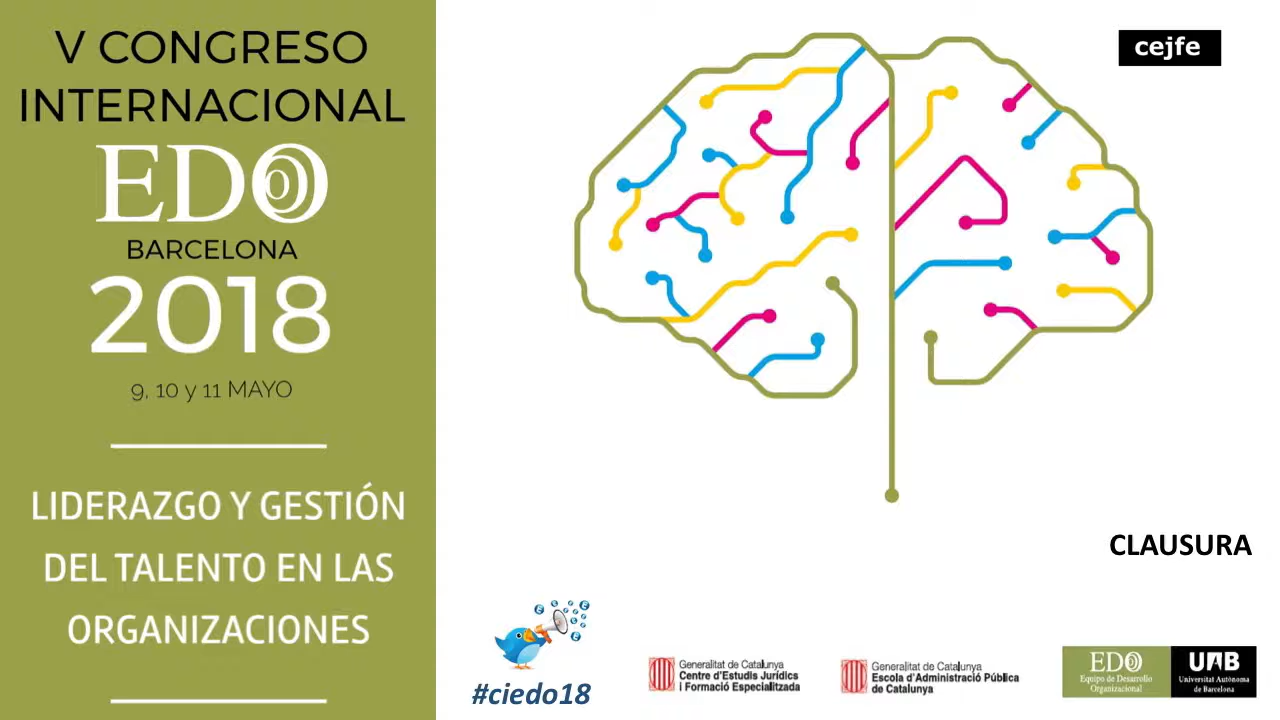 V CONGRESO
INTERNACIONAL
EDO
BARCELONA
2018
9, 10 y 11 MAYO
LIDERAZGO Y GESTIÓN
DEL TALENTO EN LAS
ORGANIZACIONES
cejfe
CLAUSURA
#ciedo18
Generalitat de Catalunya
Centre d'Estudis Jurídics
i Formació Especialitzada
Generalitat de Catalunya
Escola d'Administració Pública
de Catalunya
EDO
Equipo de Desarrollo
Organizacional
UAB
Universitat Autònoma
de Barcelona